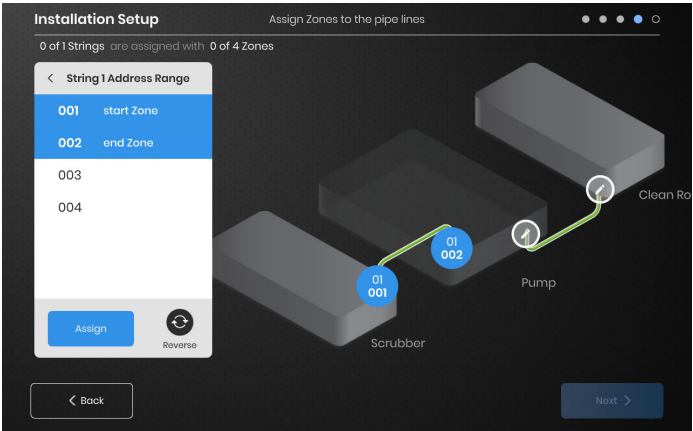 Installation Setup
Assign Zones to the pipe lines
0 of 1 Strings are assigned with 0 of 4 Zones
String 1 Address Range
001 start Zone
002 end Zone
003
004
Assign
Reverse
01
001
01
002
Scrubber
Pump
Clean Ro
Back
Next